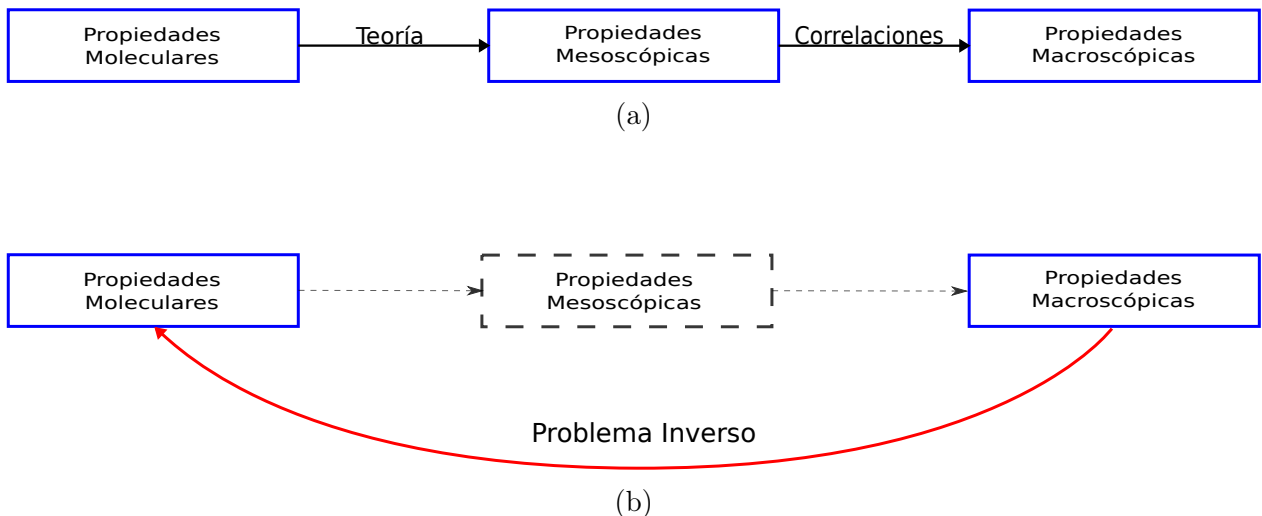 Propiedades
Moleculares
Teoría
Propiedades
Mesoscópicas
Correlaciones
Propiedades
Macroscópicas
(a)
Propiedades
Moleculares
Propiedades
Mesoscópicas
Propiedades
Macroscópicas
Problema Inverso
(b)